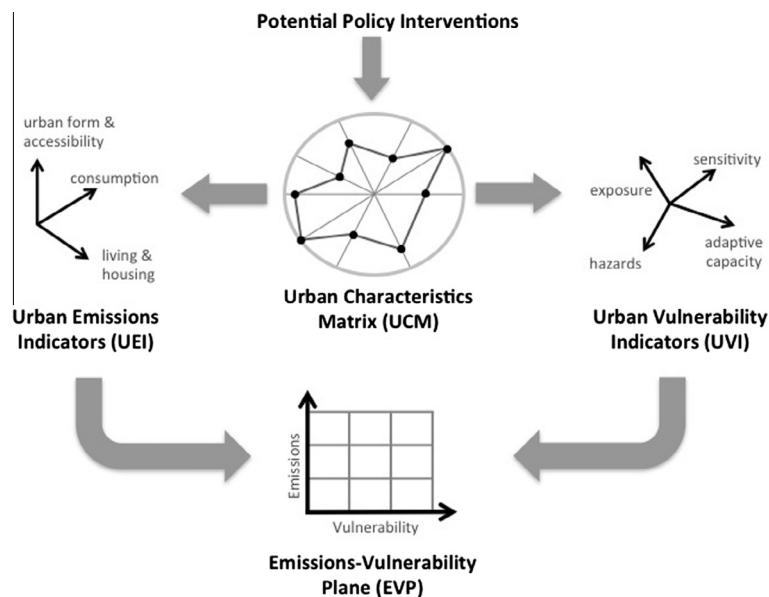 Potential Policy Interventions
urban form &
accessibility
consumption
living &
housing
Urban Emissions
Indicators (UEI)
Urban Characteristics
Matrix (UCM)
exposure
sensitivity
hazards
adaptive
capacity
Urban Vulnerability
Indicators (UVI)
Emissions
Vulnerability
Emissions-Vulnerability
Plane (EVP)